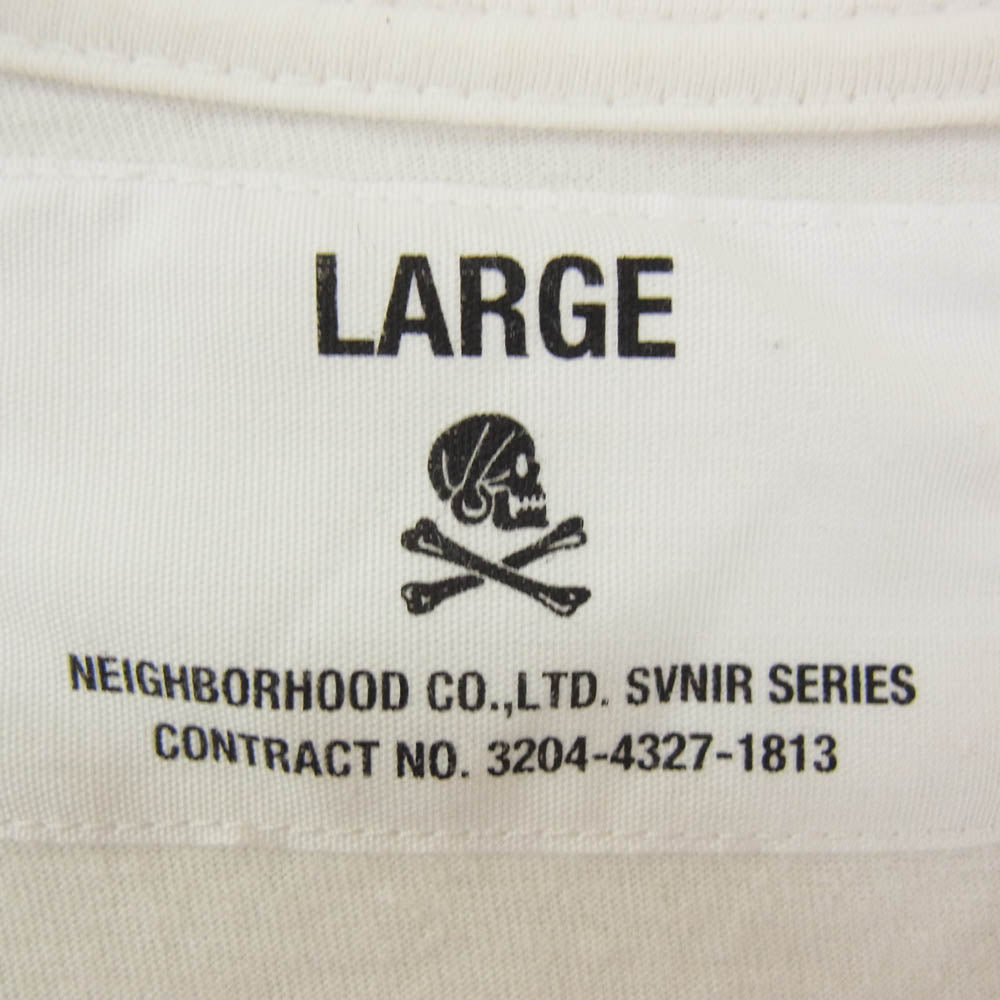 LARGE
NEIGHBORHOOD CO.,LTD. SVNIR SERIES
CONTRACT NO. 3204-4327-1813